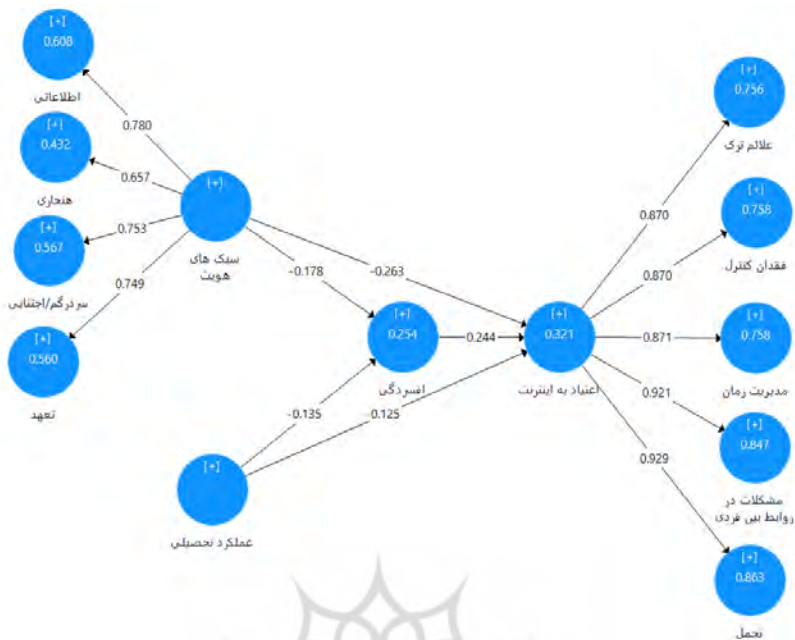 [+]
0.608
اطلاعاتی
[+]
0.432
هنجاری
[+]
0.567
سردرگم/اجتنابی
[+]
0.560
تعهد
0.780
0.657
0.753
0.749
[+]
سبک های
هویت
-0.178
-0.263
[+]
0.254
افسردگی
0.244
[+]
0.321
اعتیاد به اینترنت
-0.135
-0.125
[+]
عملکرد تحصیلی
0.870
0.870
0.871
0.921
0.929
[+]
0.756
علائم ترک
[+]
0.758
فقدان کنترل
[+]
0.758
مدیریت زمان
[+]
0.847
مشکلات در
روابط بین فردی
[+]
0.863
تحمل